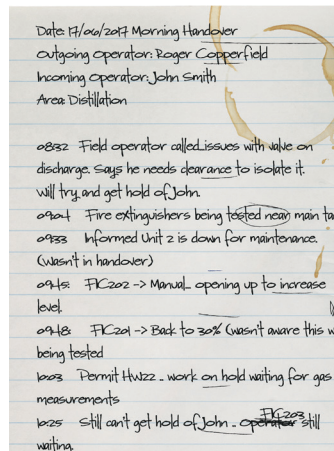 Date: 17/06/2017 Morning Handover
Outgoing Operator: Roger Copperfield
Incoming Operator: John Smith
Area: Distillation
0832 Field operator called issues with valve on
discharge. Says he needs clearance to isolate it.
Will try and get hold of John.
0904 Fire extinguishers being tested near main ta
0933 Informed Unit 2 is down for maintenance.
(wasn't in handover)
0945: FIC202 -> Manual - opening up to increase
level.
0948: FIC201 -> Back to 30% (wasn't aware this w
being tested
1003 Permit HW22 - work on hold waiting for gas
measurements
FIC203
1025 Still can't get hold of John - operator still
waiting.